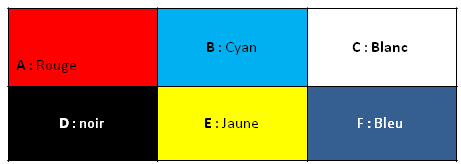 A : Rouge
B : Cyan
C : Blanc
D : noir
E : Jaune
F : Bleu